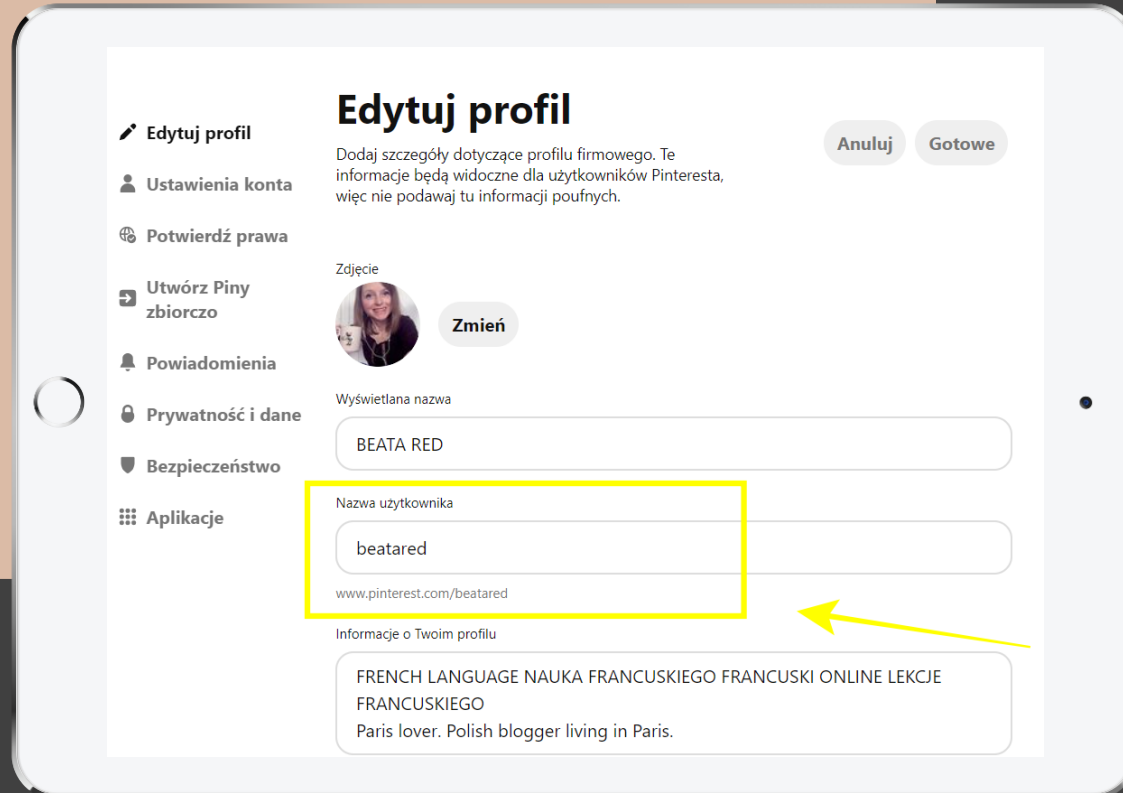 Edytuj profil
Ustawienia konta
Potwierdź prawa
Utwórz Piny
zbiorczo
Powiadomienia
Prywatność i dane
Bezpieczeństwo
Aplikacje
Edytuj profil
Dodaj szczegóły dotyczące profilu firmowego. Te
informacje będą widoczne dla użytkowników Pinteresta,
więc nie podawaj tu informacji poufnych.
Anuluj
Gotowe
Zdjęcie
Zmień
Wyświetlana nazwa
BEATA RED
Nazwa użytkownika
beatared
www.pinterest.com/beatared
Informacje o Twoim profilu
FRENCH LANGUAGE NAUKA FRANCUSKIEGO FRANCUSKI ONLINE LEKCJE
FRANCUSKIEGO
Paris lover. Polish blogger living in Paris.